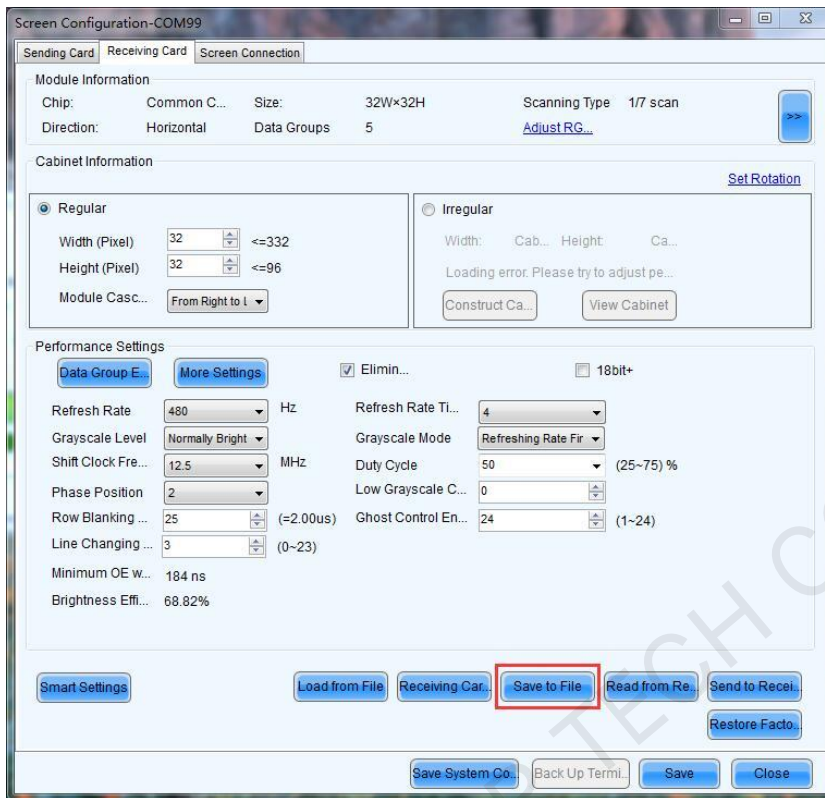 Screen Configuration-COM99
Sending Card Receiving Card Screen Connection
Module Information
Chip: Common C... Size: 32W×32H Scanning Type 1/7 scan
Direction: Horizontal Data Groups 5 Adjust RG...
>>
Cabinet Information
Set Rotation
Regular
Width (Pixel) 32 <=332
Height (Pixel) 32 <=96
Module Casc... From Right to L
Irregular
Width: Cab... Height: Ca...
Loading error. Please try to adjust pe...
Construct Ca... View Cabinet
Performance Settings
Data Group E... More Settings Elimin... 18bit+
Refresh Rate 480 Hz Refresh Rate Ti... 4
Grayscale Level Normally Bright Grayscale Mode Refreshing Rate Fir
Shift Clock Fre... 12.5 MHz Duty Cycle 50 (25~75) %
Phase Position 2 Low Grayscale C... 0
Row Blanking ... 25 (=2.00us) Ghost Control En... 24 (1~24)
Line Changing ... 3 (0~23)
Minimum OE w... 184 ns
Brightness Effi... 68.82%
Smart Settings Load from File Receiving Car... Save to File Read from Re... Send to Recei...
Restore Facto...
Save System Co... Back Up Termi... Save Close
TECH